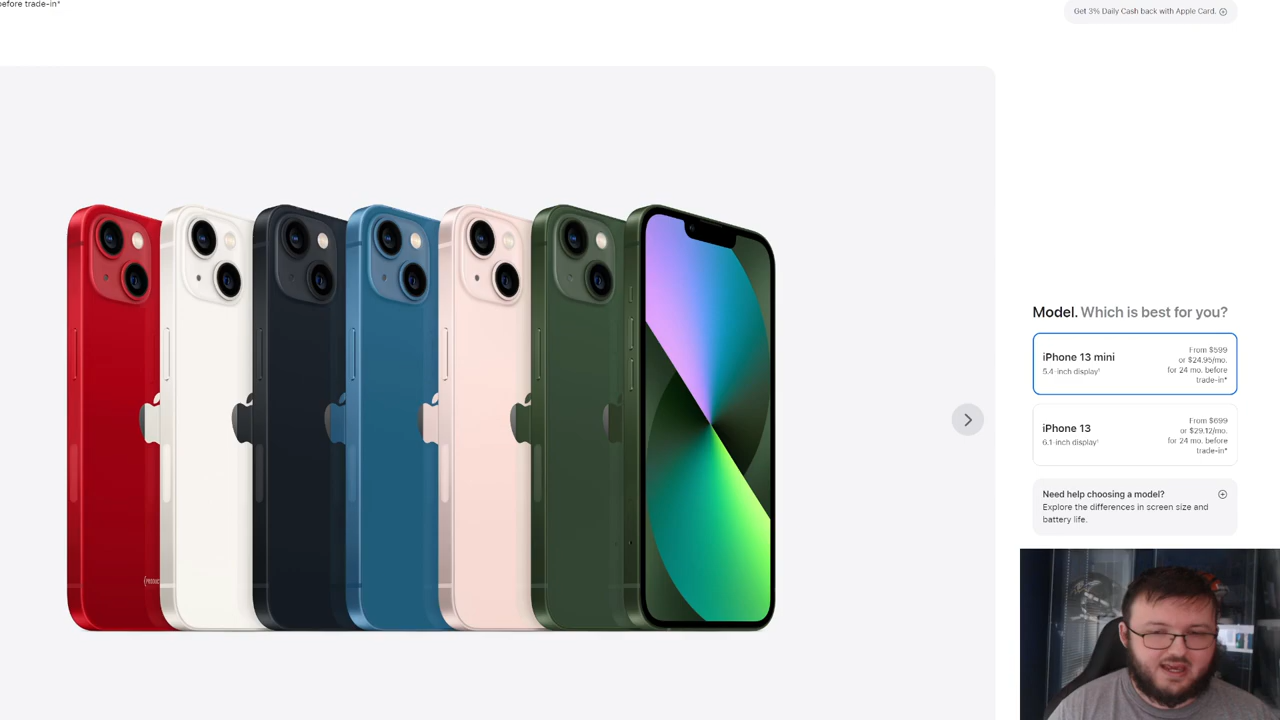 before trade-in*
Get 3% Daily Cash back with Apple Card.
Model. Which is best for you?
iPhone 13 mini
5.4-inch display¹
From $599
or $24.95/mo.
for 24 mo. before
trade-in*
iPhone 13
6.1-inch display¹
From $699
or $29.12/mo.
for 24 mo. before
trade-in*
Need help choosing a model?
Explore the differences in screen size and
battery life.